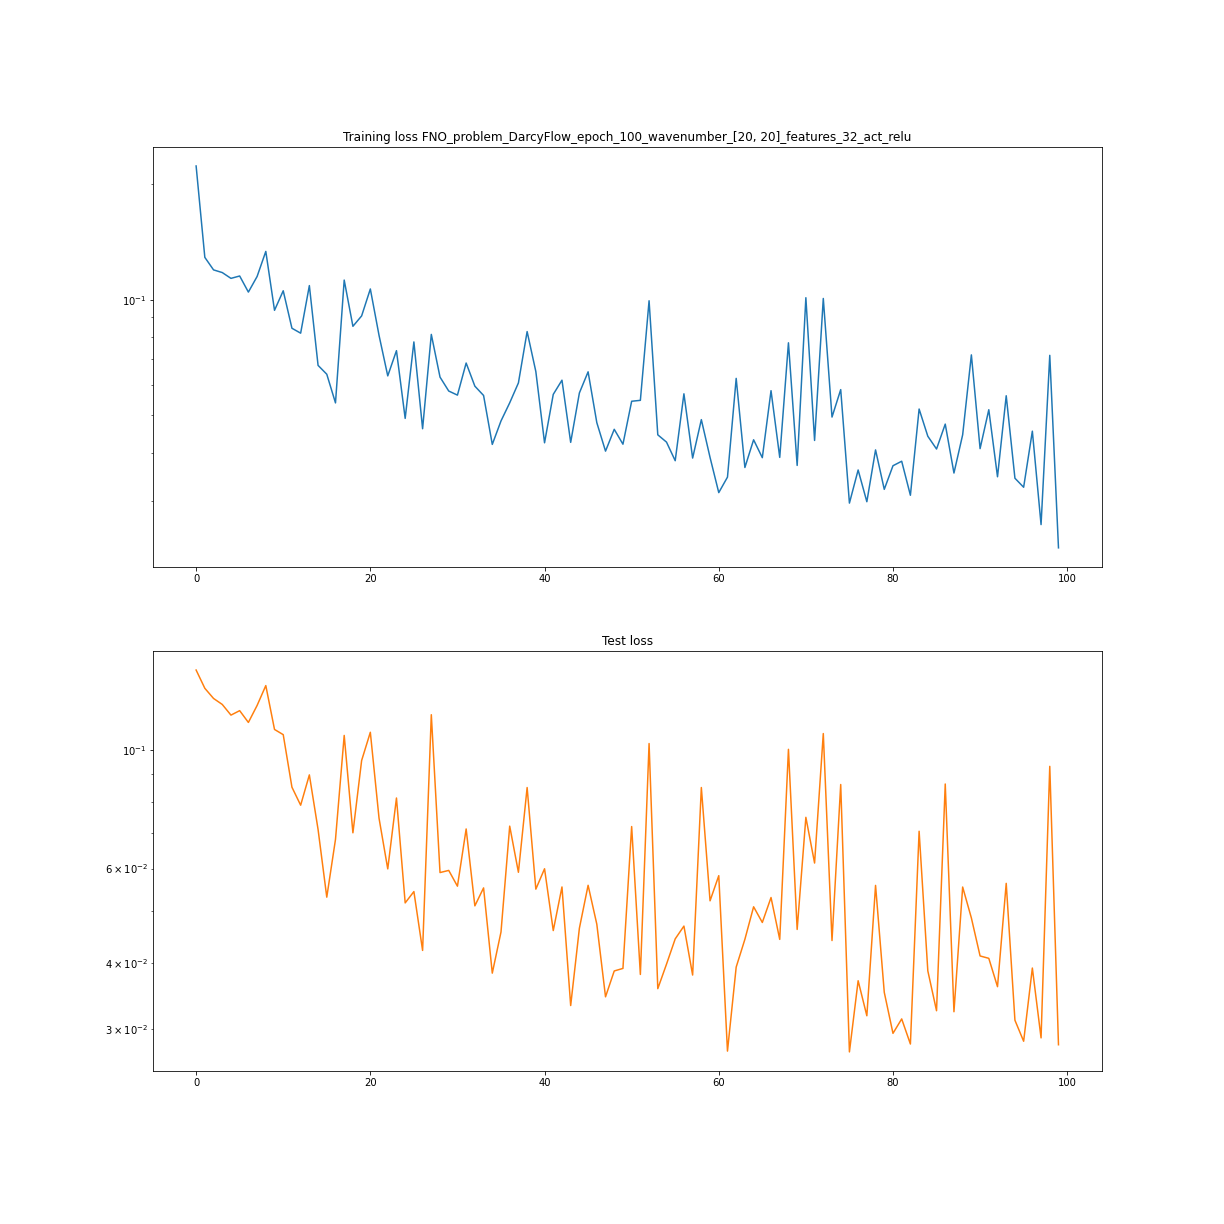 Training loss FNO_problem_DarcyFlow_epoch_100_wavenumber_[20, 20]_features_32_act_relu
10⁻¹
0 20 40 60 80 100
Test loss
10⁻¹
6 × 10⁻²
4 × 10⁻²
3 × 10⁻²
0 20 40 60 80 100